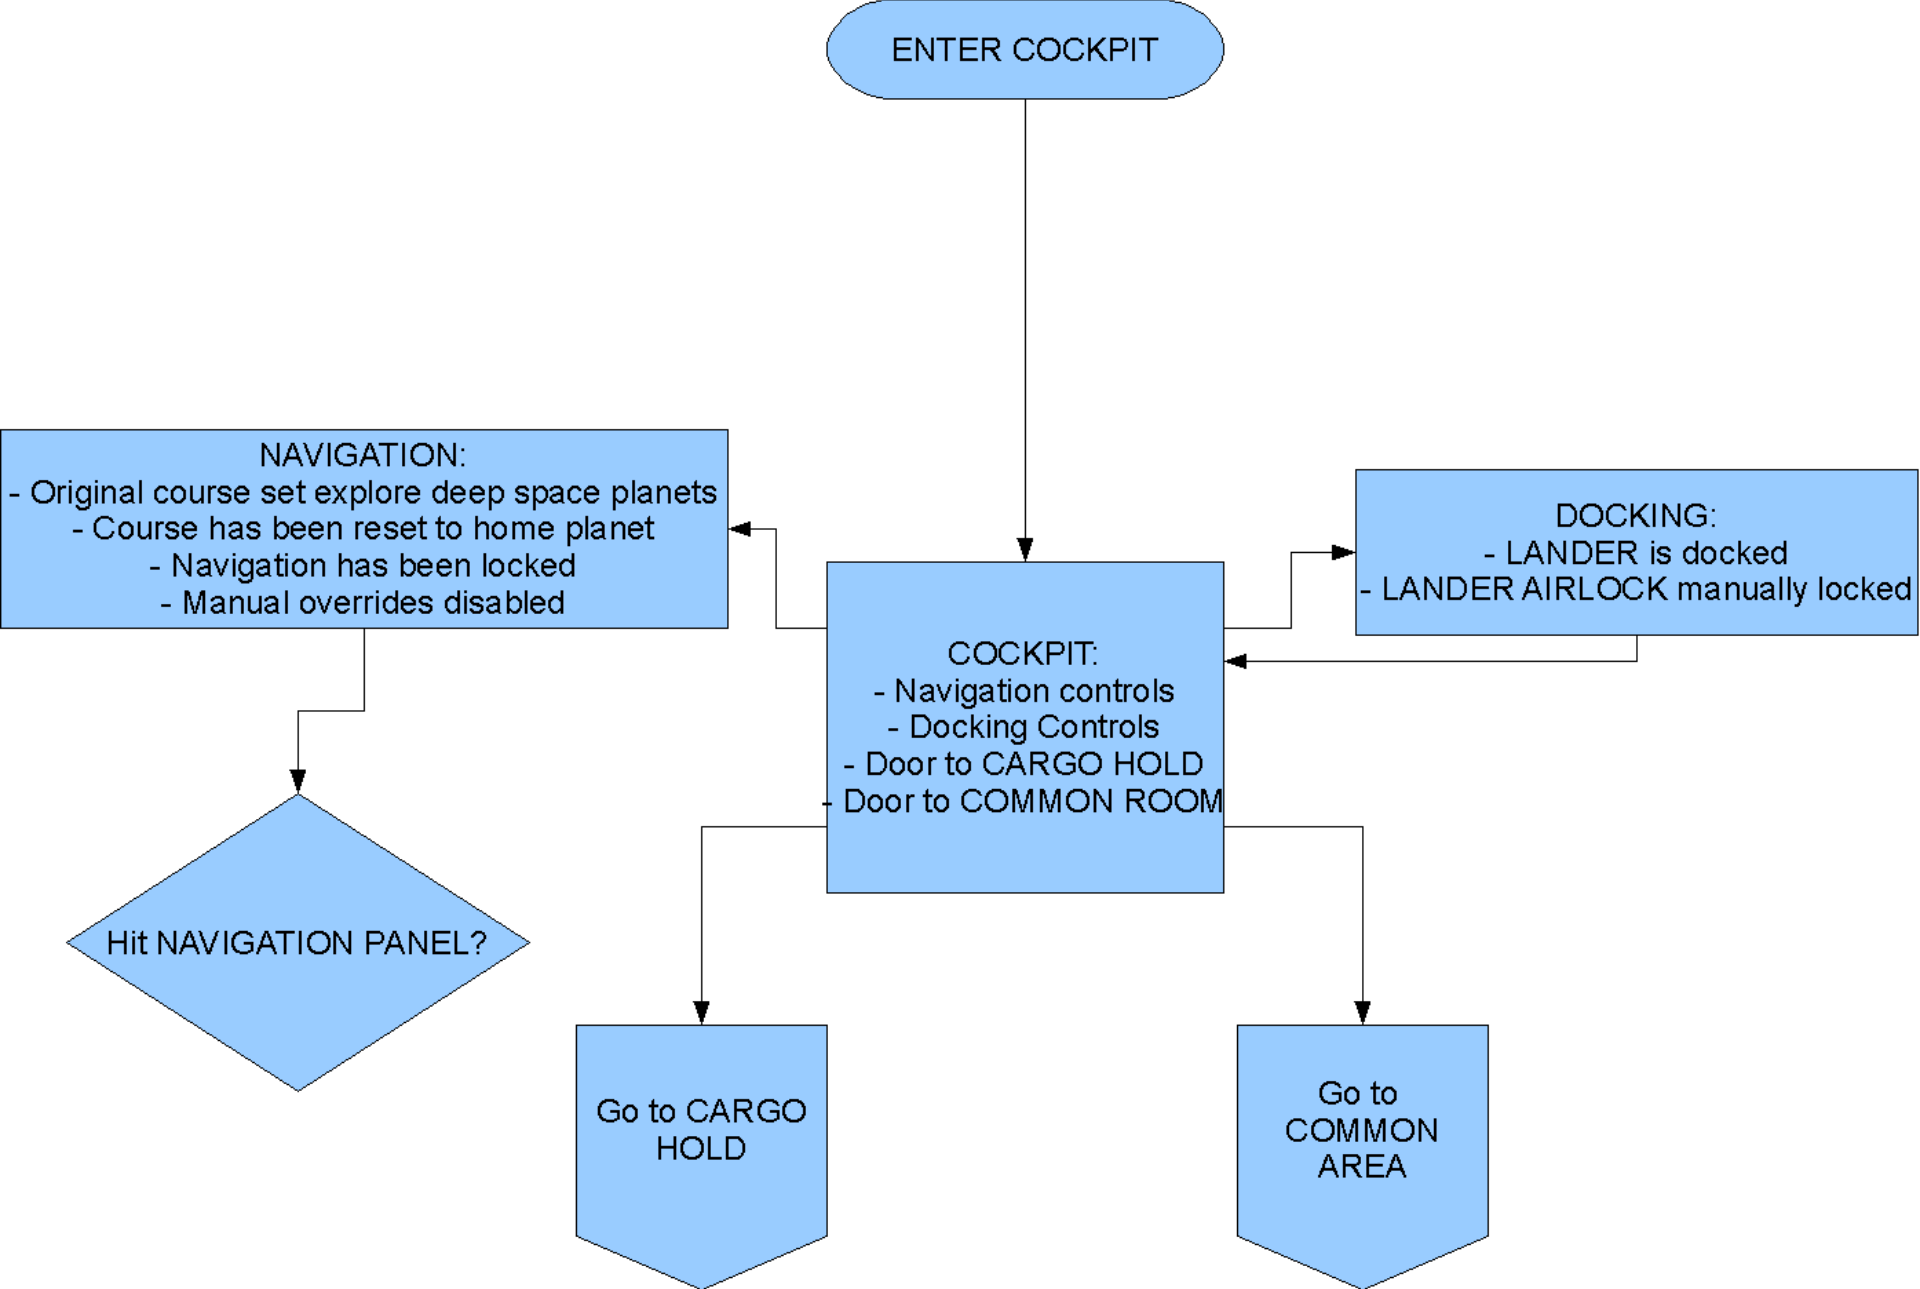 ENTER COCKPIT
NAVIGATION:
- Original course set explore deep space planets
- Course has been reset to home planet
- Navigation has been locked
- Manual overrides disabled
DOCKING:
- LANDER is docked
- LANDER AIRLOCK manually locked
COCKPIT:
- Navigation controls
- Docking Controls
- Door to CARGO HOLD
- Door to COMMON ROOM
Hit NAVIGATION PANEL?
Go to CARGO
HOLD
Go to
COMMON
AREA